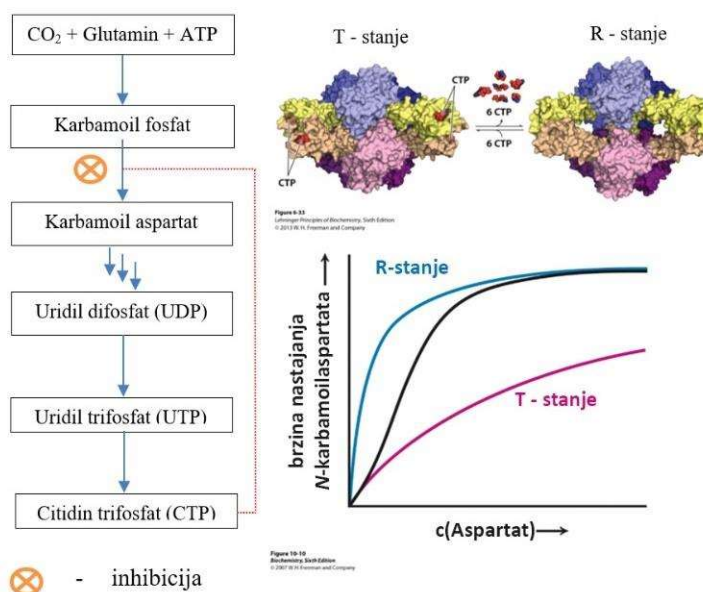 CO₂ + Glutamin + ATP
Karbamoil fosfat
Karbamoil aspartat
Uridil difosfat (UDP)
Uridil trifosfat (UTP)
Citidin trifosfat (CTP)
- inhibicija
T - stanje
R - stanje
CTP
6 CTP
6 CTP
CTP
Figure 6-33
Lehninger Principles of Biochemistry, Sixth Edition
© 2013 W. H. Freeman and Company
brzina nastajanja
N-karbamoilaspartata
R-stanje
T - stanje
c(Aspartat)
Figure 10-10
Biochemistry, Sixth Edition
© 2007 W. H. Freeman and Company